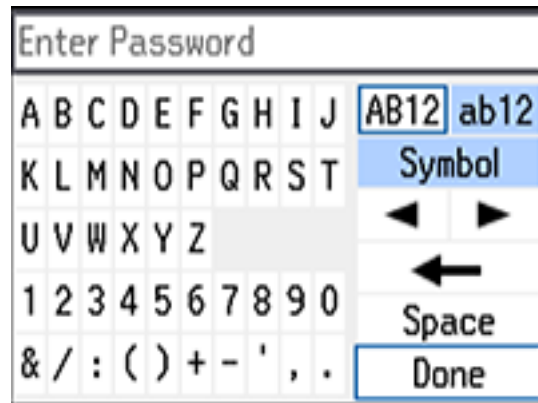 Enter Password
A B C D E F G H I J
AB12 ab12
K L M N O P Q R S T
Symbol
U V W X Y Z
1 2 3 4 5 6 7 8 9 0
Space
& / : ( ) + - ' , .
Done